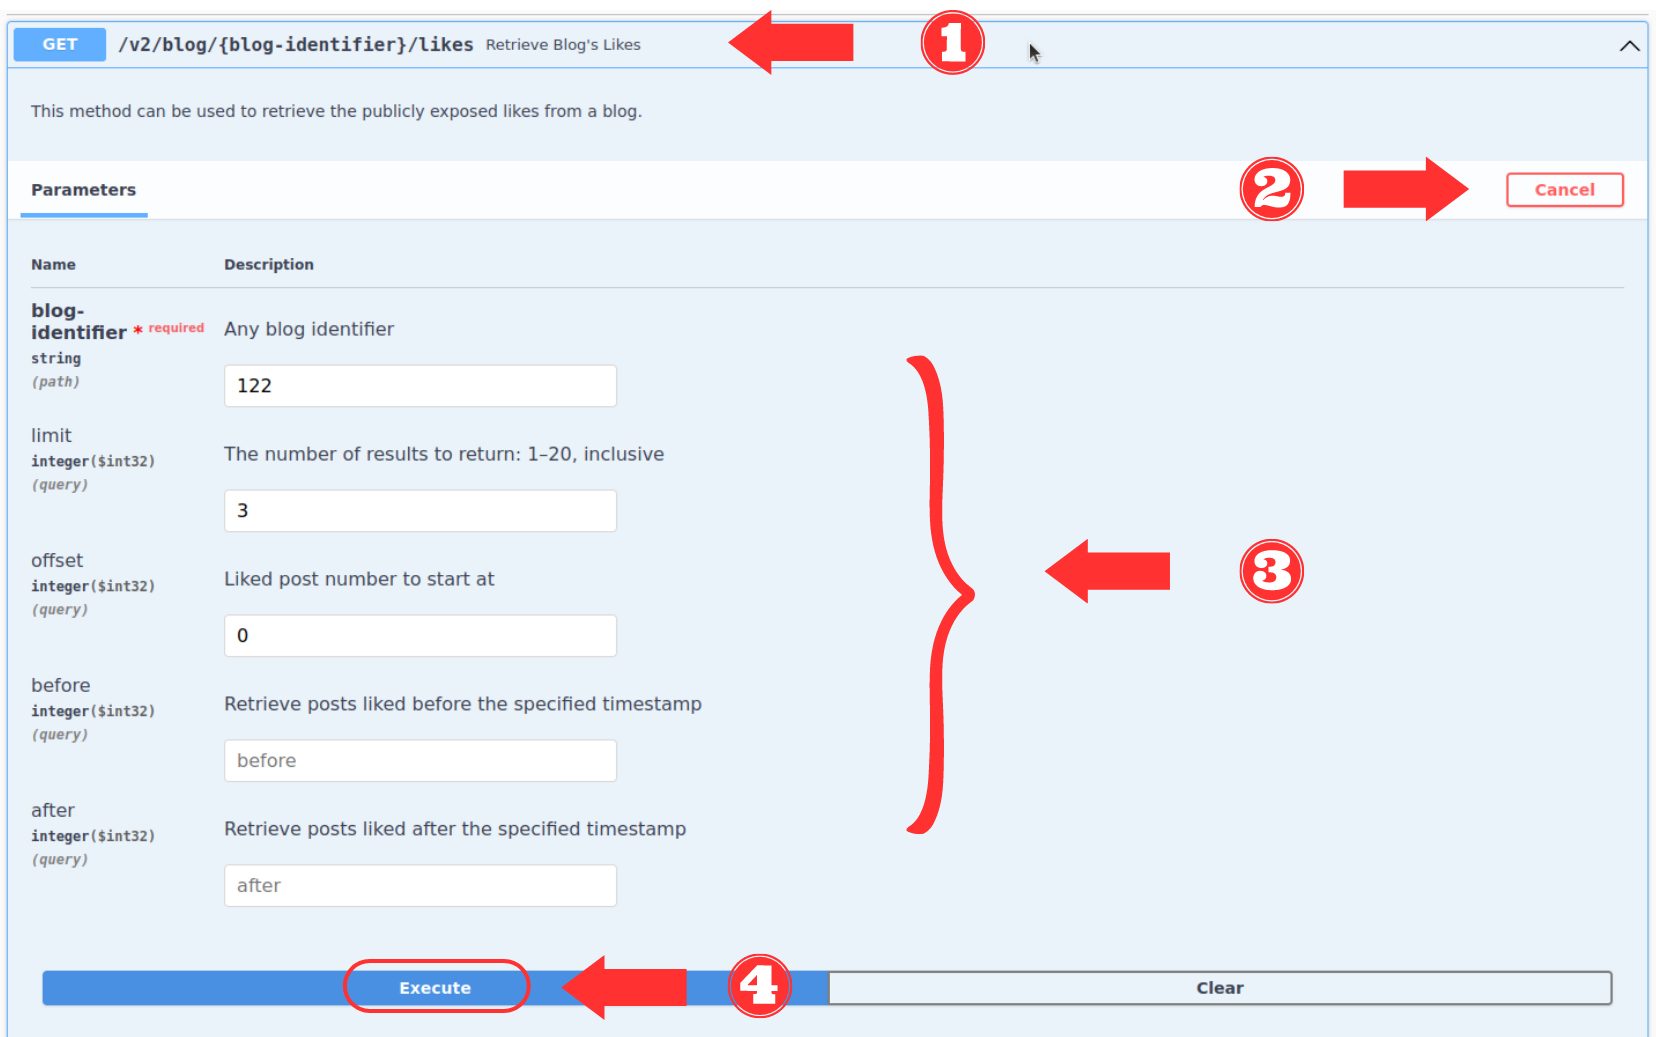 GET /v2/blog/{blog-identifier}/likes Retrieve Blog's Likes 1
This method can be used to retrieve the publicly exposed likes from a blog.
Parameters 2 Cancel
Name Description
blog-
identifier * required
string
(path)
Any blog identifier
122
limit
integer($int32)
(query)
The number of results to return: 1–20, inclusive
3
offset
integer($int32)
(query)
Liked post number to start at
0
3
before
integer($int32)
(query)
Retrieve posts liked before the specified timestamp
before
after
integer($int32)
(query)
Retrieve posts liked after the specified timestamp
after
Execute 4 Clear